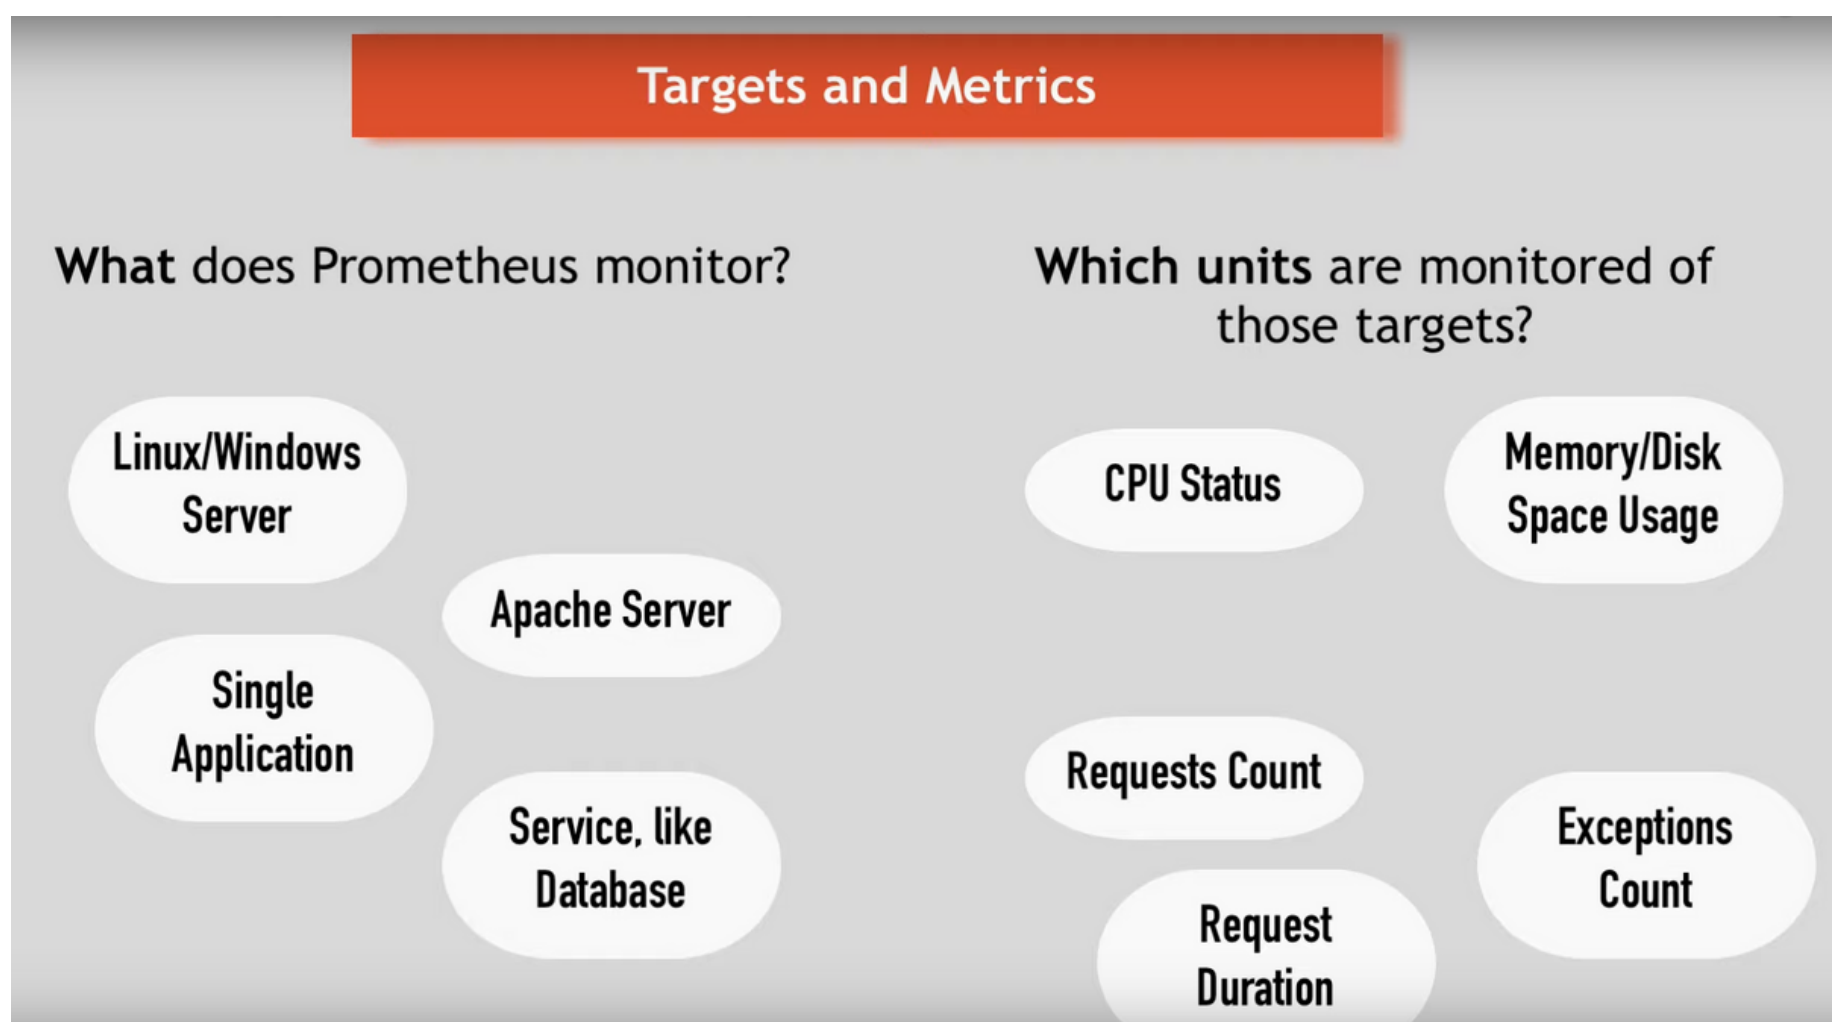 Targets and Metrics
What does Prometheus monitor?
Linux/Windows
Server
Apache Server
Single
Application
Service, like
Database
Which units are monitored of
those targets?
CPU Status
Memory/Disk
Space Usage
Requests Count
Exceptions
Count
Request
Duration